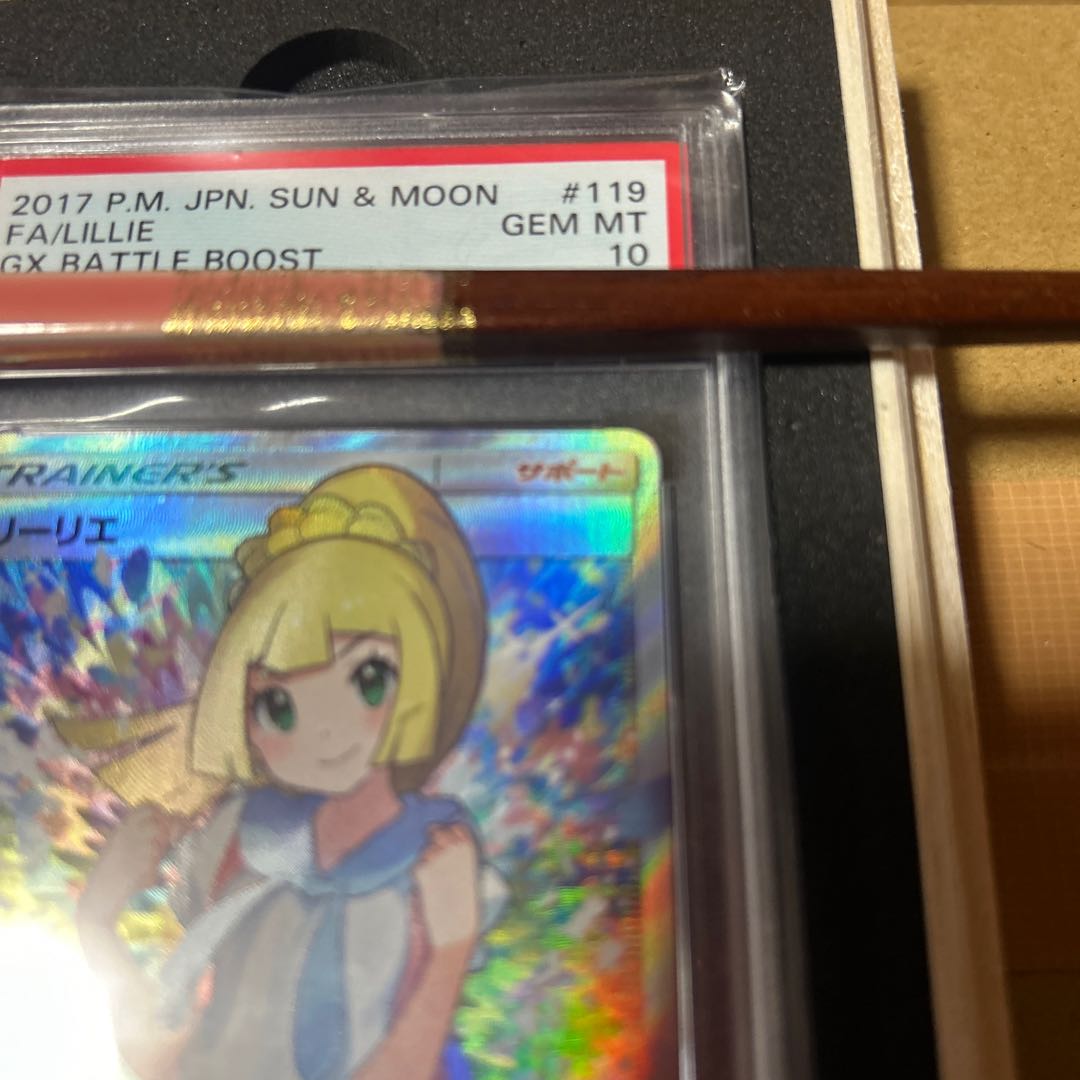 2017 P.M. JPN. SUN & MOON #119
FA/LILLIE GEM MT
GX BATTLE BOOST 10
TRAINER'S サポート
リーリエ